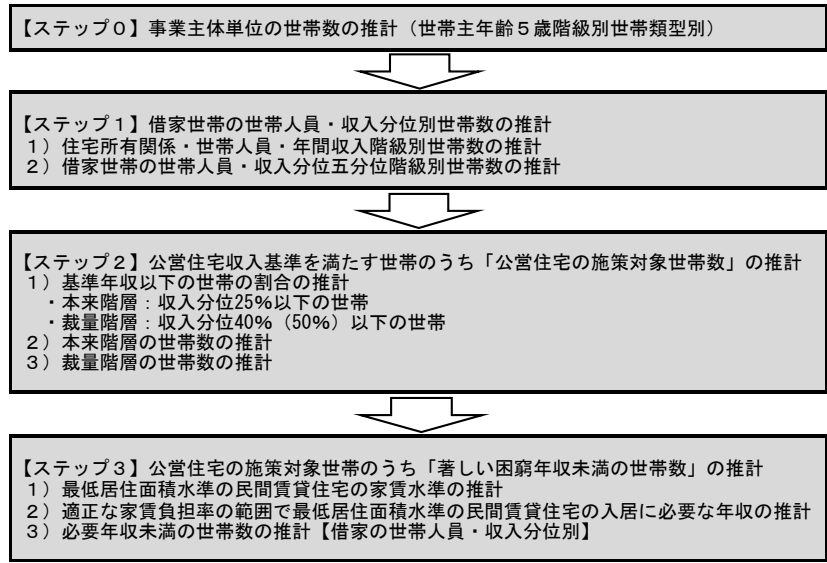 【ステップ０】事業主体単位の世帯数の推計（世帯主年齢５歳階級別世帯類型別）
【ステップ１】借家世帯の世帯人員・収入分位別世帯数の推計
１）住宅所有関係・世帯人員・年間収入階級別世帯数の推計
２）借家世帯の世帯人員・収入分位五分位階級別世帯数の推計
【ステップ２】公営住宅収入基準を満たす世帯のうち「公営住宅の施策対象世帯数」の推計
１）基準年収以下の世帯の割合の推計
・本来階層：収入分位25%以下の世帯
・裁量階層：収入分位40%（50%）以下の世帯
２）本来階層の世帯数の推計
３）裁量階層の世帯数の推計
【ステップ３】公営住宅の施策対象世帯のうち「著しい困窮年収未満の世帯数」の推計
１）最低居住面積水準の民間賃貸住宅の家賃水準の推計
２）適正な家賃負担率の範囲で最低居住面積水準の民間賃貸住宅の入居に必要な年収の推計
３）必要年収未満の世帯数の推計【借家の世帯人員・収入分位別】